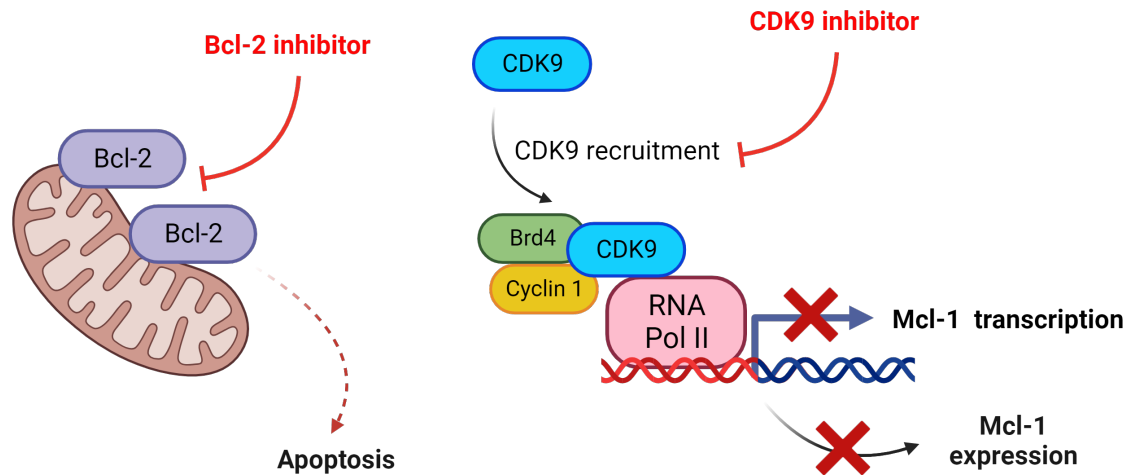 Bcl-2 inhibitor
Bcl-2
Bcl-2
Apoptosis
CDK9 inhibitor
CDK9
CDK9 recruitment
Brd4
CDK9
Cyclin 1
RNA
Pol II
Mcl-1 transcription
Mcl-1
expression